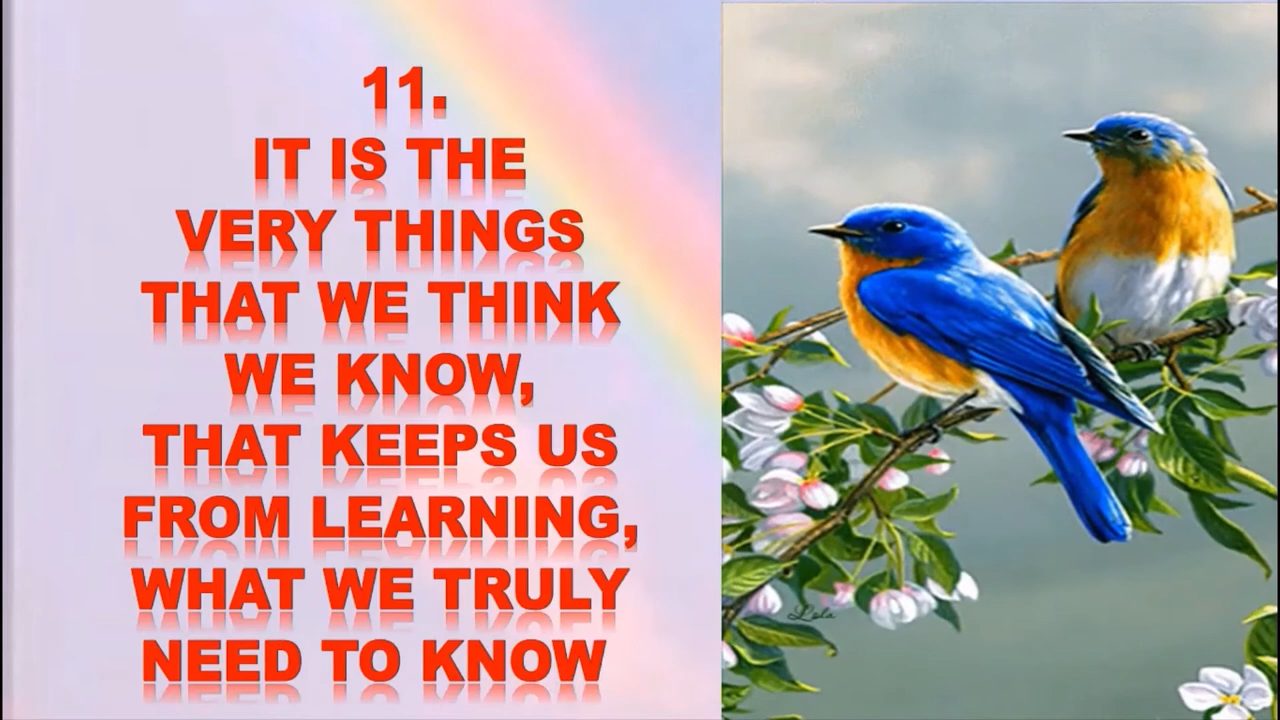 11.
IT IS THE
VERY THINGS
THAT WE THINK
WE KNOW,
THAT KEEPS US
FROM LEARNING,
WHAT WE TRULY
NEED TO KNOW
Lola